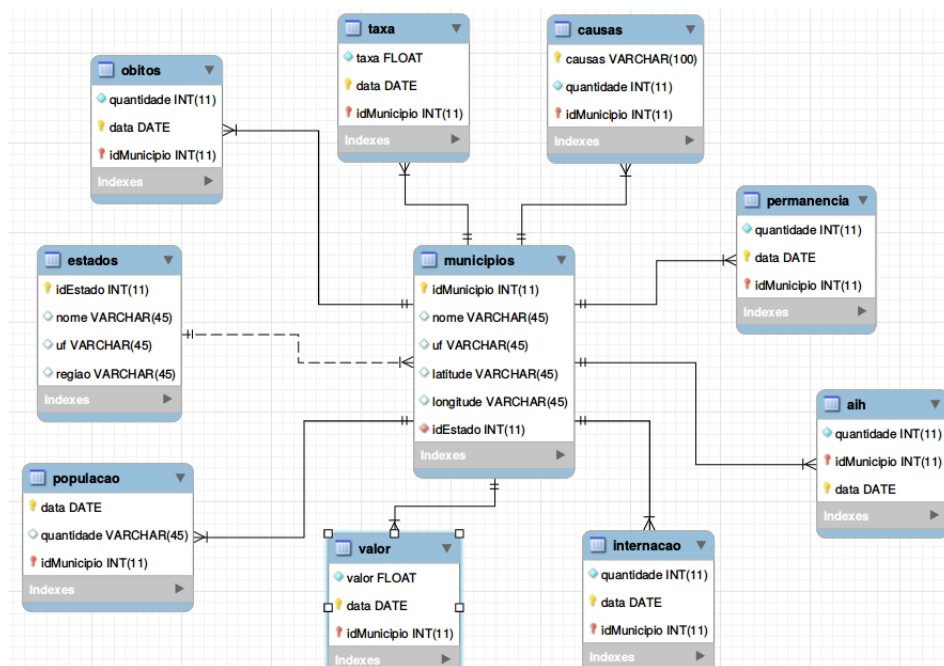 taxa
taxa FLOAT
data DATE
idMunicipio INT(11)
Indexes
causas
causas VARCHAR(100)
quantidade INT(11)
idMunicipio INT(11)
Indexes
obitos
quantidade INT(11)
data DATE
idMunicipio INT(11)
Indexes
permanencia
quantidade INT(11)
data DATE
idMunicipio INT(11)
Indexes
estados
idEstado INT(11)
nome VARCHAR(45)
uf VARCHAR(45)
regiao VARCHAR(45)
Indexes
municipios
idMunicipio INT(11)
nome VARCHAR(45)
uf VARCHAR(45)
latitude VARCHAR(45)
longitude VARCHAR(45)
idEstado INT(11)
Indexes
aih
quantidade INT(11)
idMunicipio INT(11)
data DATE
Indexes
populacao
data DATE
quantidade VARCHAR(45)
idMunicipio INT(11)
Indexes
valor
valor FLOAT
data DATE
idMunicipio INT(11)
Indexes
internacao
quantidade INT(11)
data DATE
idMunicipio INT(11)
Indexes